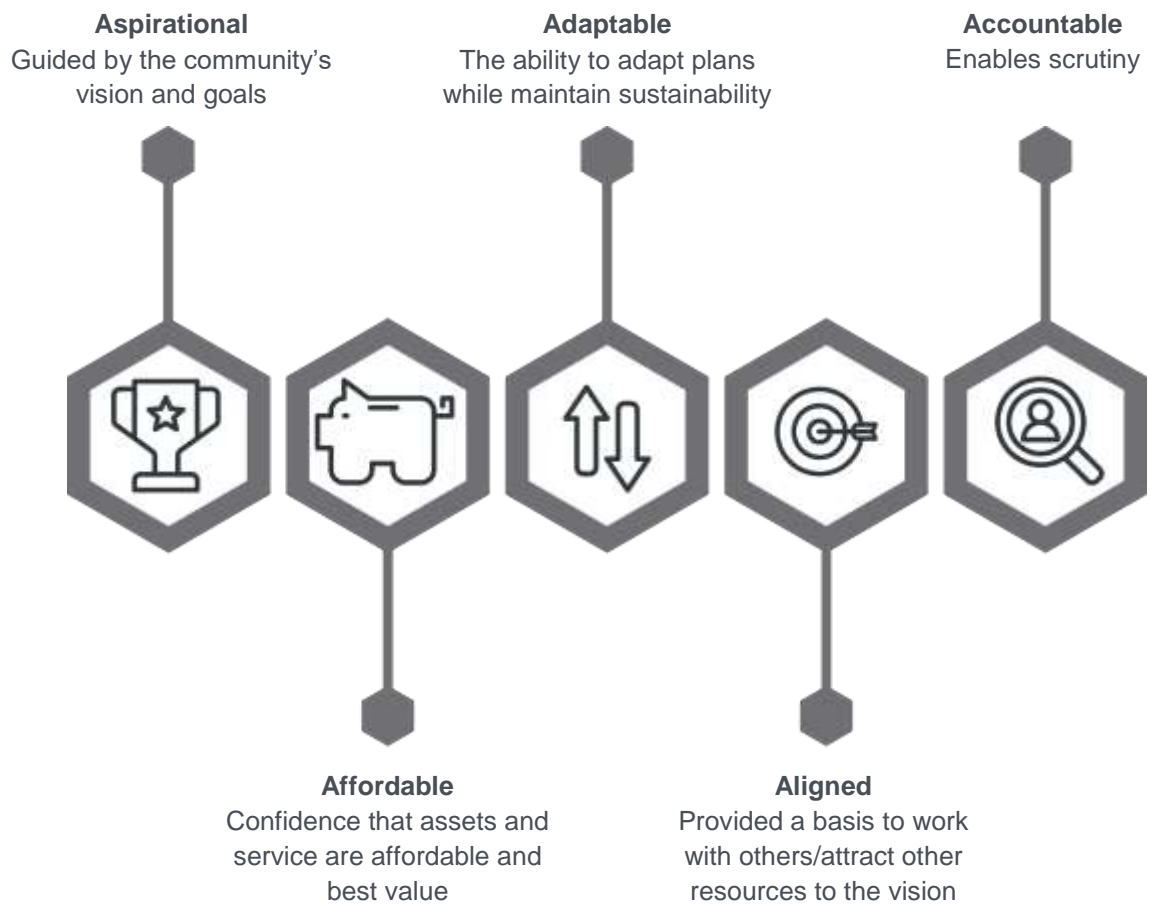 Aspirational
Guided by the community’s
vision and goals
Adaptable
The ability to adapt plans
while maintain sustainability
Accountable
Enables scrutiny
Affordable
Confidence that assets and
service are affordable and
best value
Aligned
Provided a basis to work
with others/attract other
resources to the vision